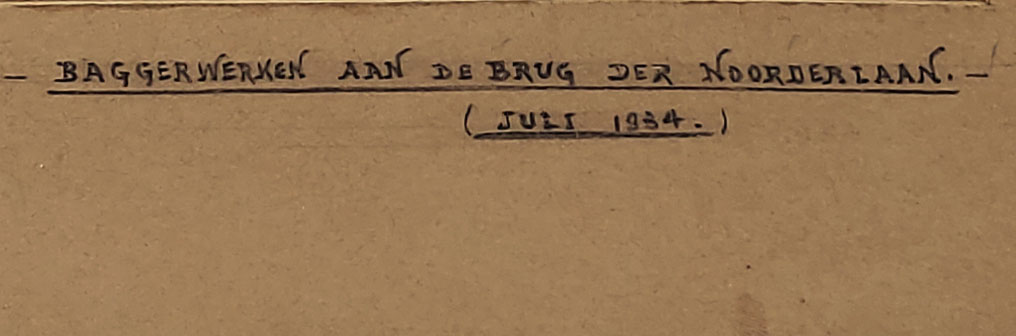 — BAGGERWERKEN AAN DE BRUG DER NOORDERLAAN. —
( JULI 1934. )